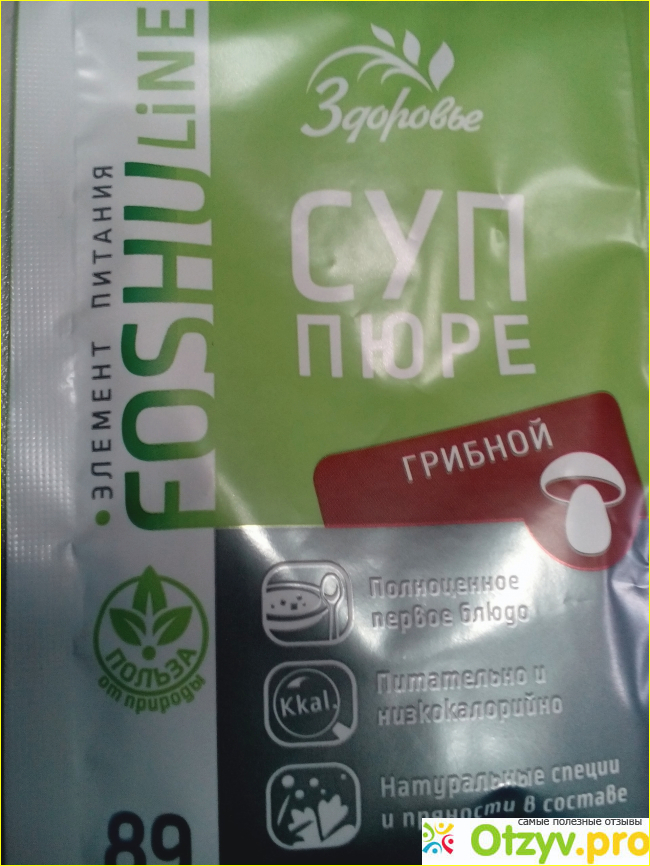 Здоровье
СУП
ПЮРЕ
ГРИБНОЙ
FOSHU LiNE
• ЭЛЕМЕНТ ПИТАНИЯ
ПОЛЬЗА
от природы
Полноценное
первое блюдо
Kkal.
Питательно и
низкокалорийно
Натуральные специи
и пряности в составе
89
самые полезные отзывы
Otzyv.pro